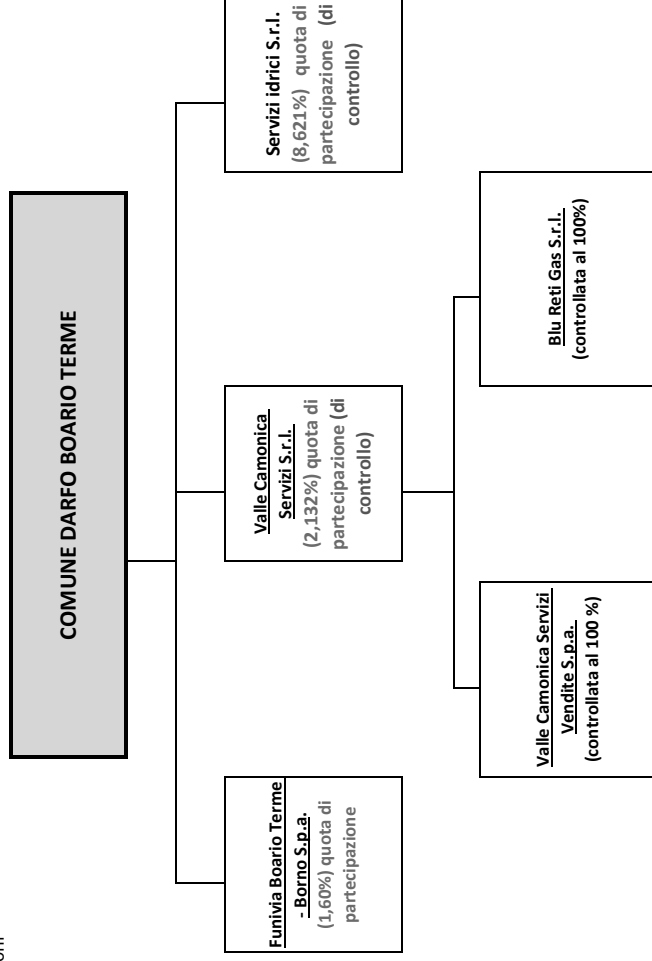 COMUNE DARFO BOARIO TERME
Funivia Boario Terme
- Borno S.p.a.
(1,60%) quota di
partecipazione
Valle Camonica
Servizi S.r.l.
(2,132%) quota di
partecipazione (di
controllo)
Servizi idrici S.r.l.
(8,621%) quota di
partecipazione (di
controllo)
Valle Camonica Servizi
Vendite S.p.a.
(controllata al 100 %)
Blu Reti Gas S.r.l.
(controllata al 100%)